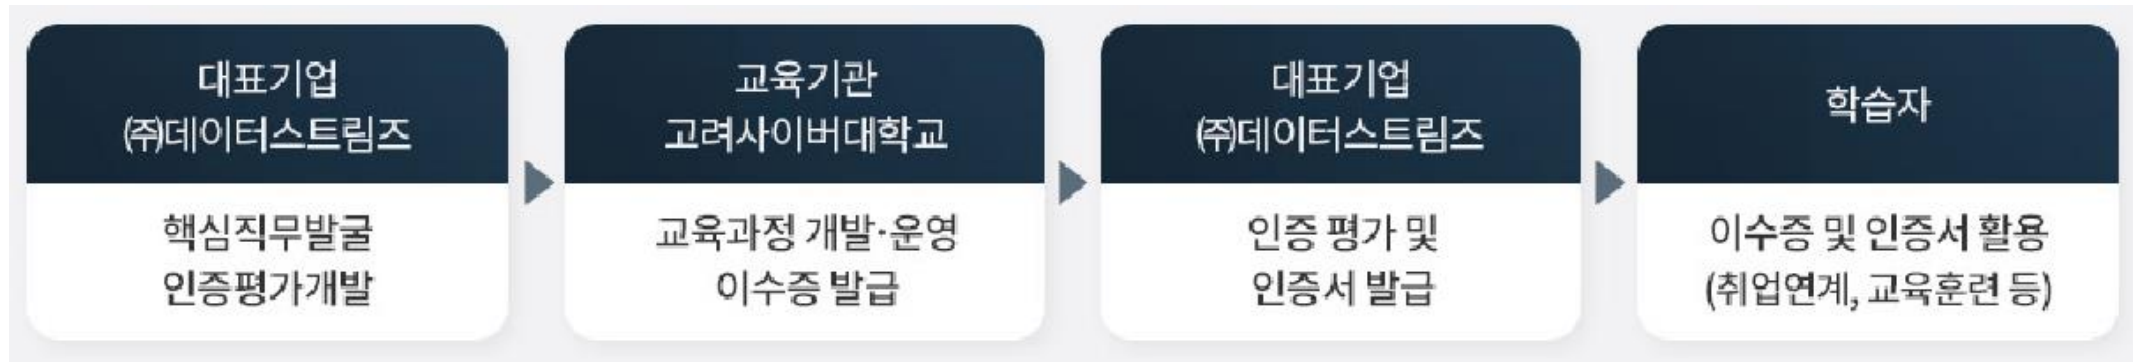 대표기업
㈜데이터스트림즈
핵심직무발굴
인증평가개발
교육기관
고려사이버대학교
교육과정 개발·운영
이수증 발급
대표기업
㈜데이터스트림즈
인증 평가 및
인증서 발급
학습자
이수증 및 인증서 활용
(취업연계, 교육훈련 등)